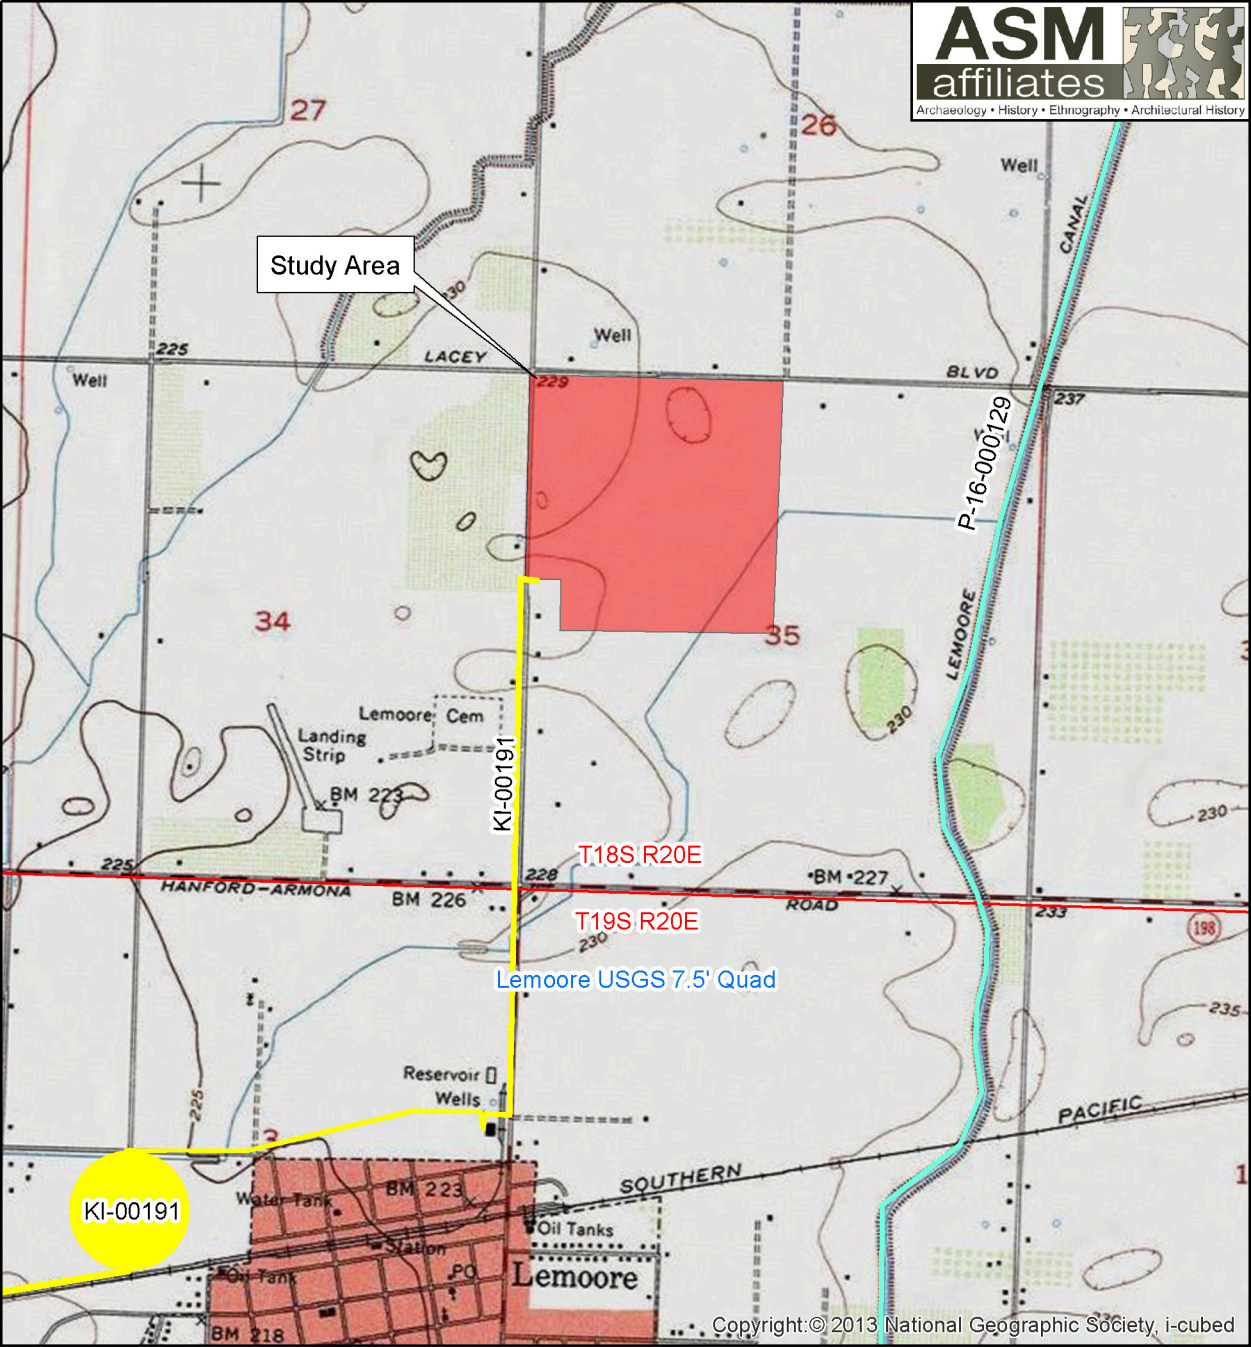 ASM
affiliates
Archaeology • History • Ethnography • Architectural History
27
26
Well
CANAL
Study Area
230
Well
225
LACEY
BLVD
Well
229
237
P-16-000129
34
35
LEMOORE
Lemoore Cem
Landing
Strip
230
KI-00191
BM 223
230
T18S R20E
225
228
BM 227
HANFORD-ARMONA
BM 226
ROAD
233
T19S R20E
198
230
Lemoore USGS 7.5' Quad
235
Reservoir
Wells
225
PACIFIC
3
SOUTHERN
BM 223
Water Tank
KI-00191
Oil Tanks
Station
Oil Tank
PO
Lemoore
BM 218
230
Copyright:© 2013 National Geographic Society, i-cubed